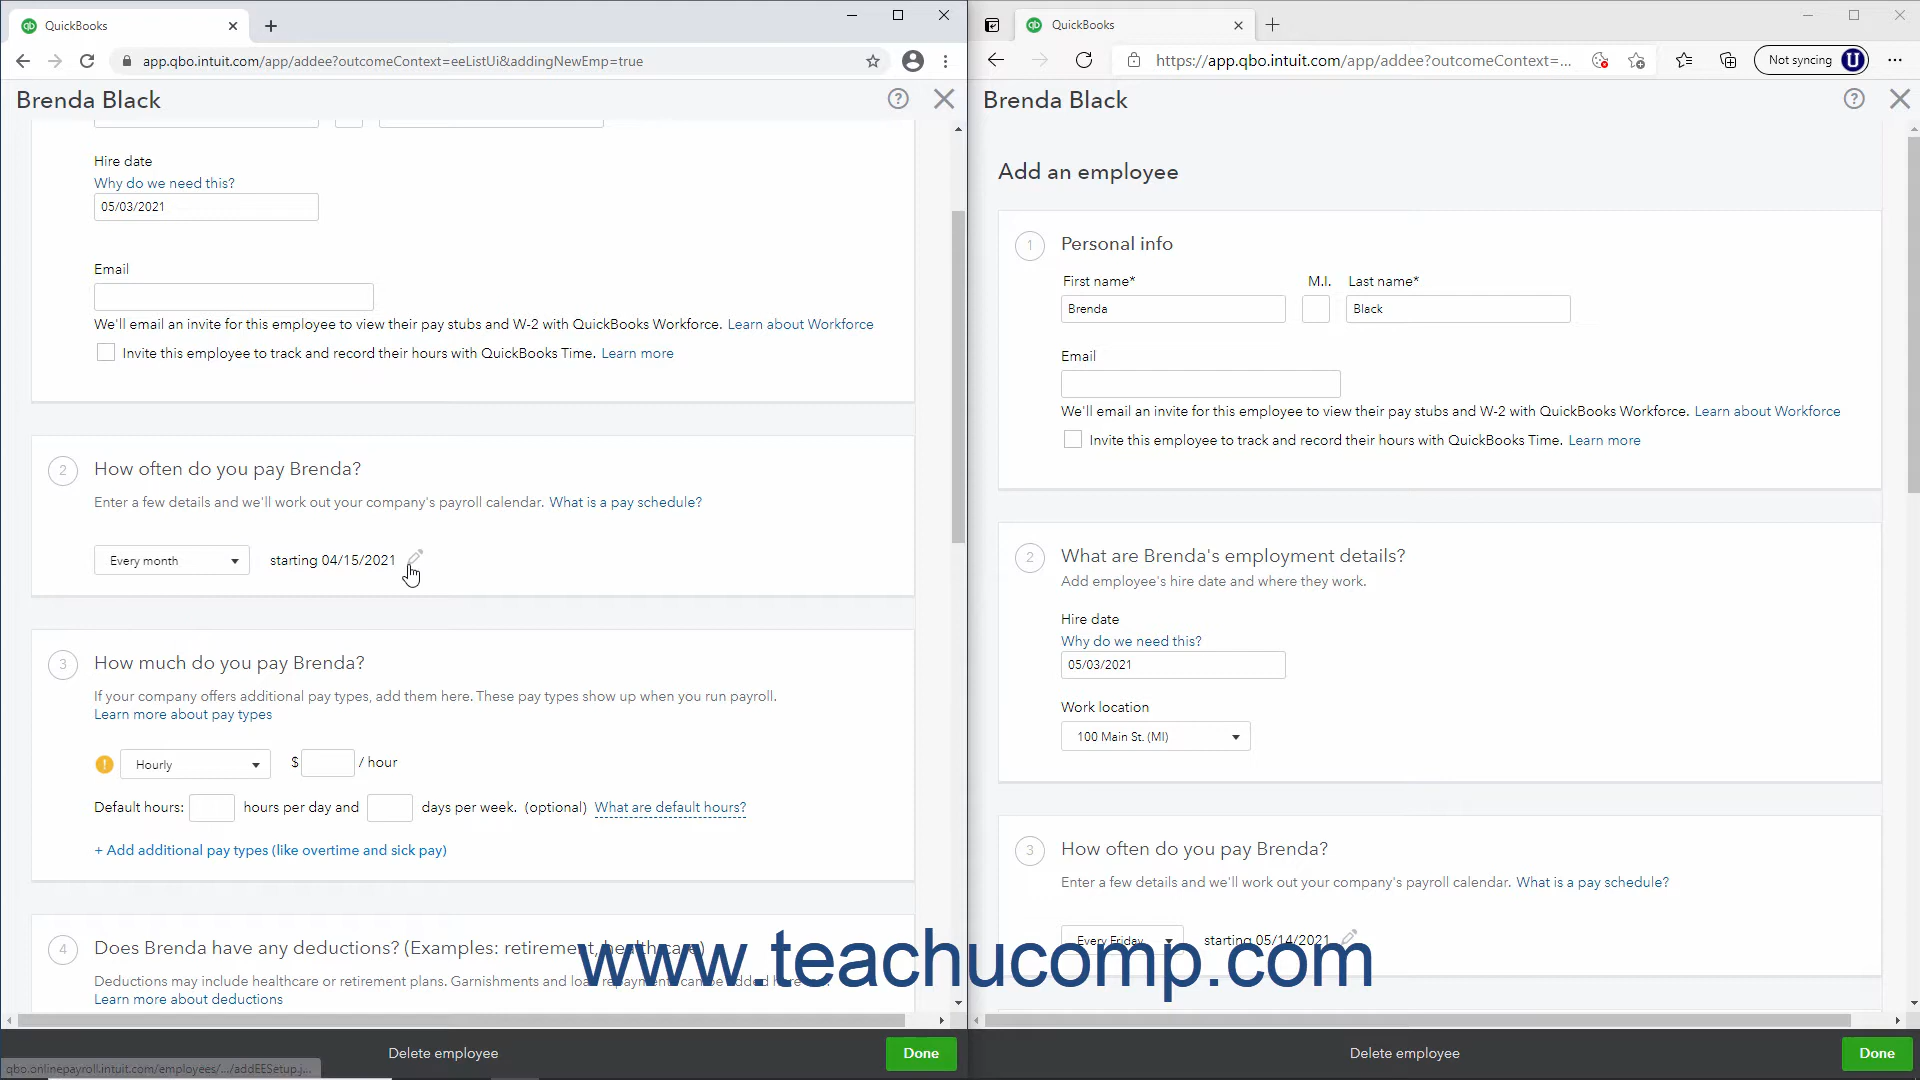 QuickBooks
app.qbo.intuit.com/app/addee?outcomeContext=eeListUi&addingNewEmp=true
Brenda Black
Hire date
Why do we need this?
05/03/2021
Email
We'll email an invite for this employee to view their pay stubs and W-2 with QuickBooks Workforce. Learn about Workforce
Invite this employee to track and record their hours with QuickBooks Time. Learn more
2 How often do you pay Brenda?
Enter a few details and we'll work out your company's payroll calendar. What is a pay schedule?
Every month starting 04/15/2021
3 How much do you pay Brenda?
If your company offers additional pay types, add them here. These pay types show up when you run payroll.
Learn more about pay types
! Hourly $ / hour
Default hours: hours per day and days per week. (optional) What are default hours?
+ Add additional pay types (like overtime and sick pay)
4 Does Brenda have any deductions? (Examples: retirement, health care)
Deductions may include healthcare or retirement plans. Garnishments and loan repayments can be added here
Learn more about deductions
Delete employee
Done
qbo.onlinepayroll.intuit.com/employees/.../addEESetup.j...
QuickBooks
https://app.qbo.intuit.com/app/addee?outcomeContext=...
Not syncing
Brenda Black
Add an employee
1 Personal info
First name* M.I. Last name*
Brenda Black
Email
We'll email an invite for this employee to view their pay stubs and W-2 with QuickBooks Workforce. Learn about Workforce
Invite this employee to track and record their hours with QuickBooks Time. Learn more
2 What are Brenda's employment details?
Add employee's hire date and where they work.
Hire date
Why do we need this?
05/03/2021
Work location
100 Main St. (MI)
3 How often do you pay Brenda?
Enter a few details and we'll work out your company's payroll calendar. What is a pay schedule?
Every Friday starting 05/14/2021
Delete employee
Done
www.teachucomp.com